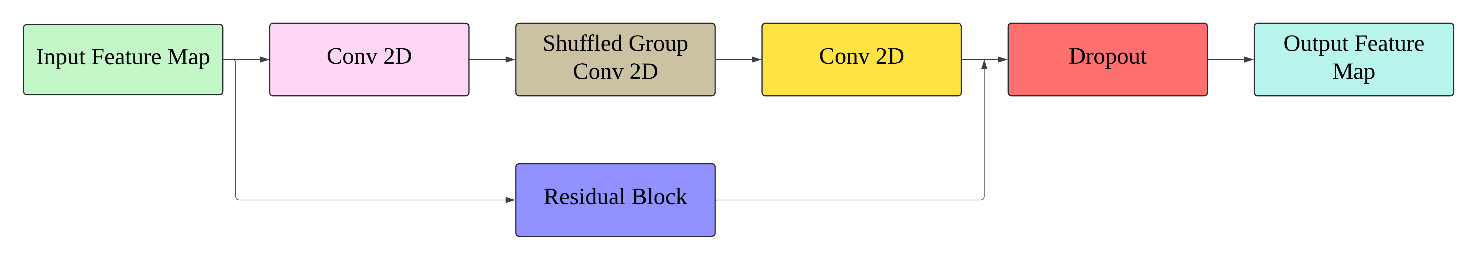 Input Feature Map
Conv 2D
Shuffled Group
Conv 2D
Conv 2D
Dropout
Output Feature
Map
Residual Block